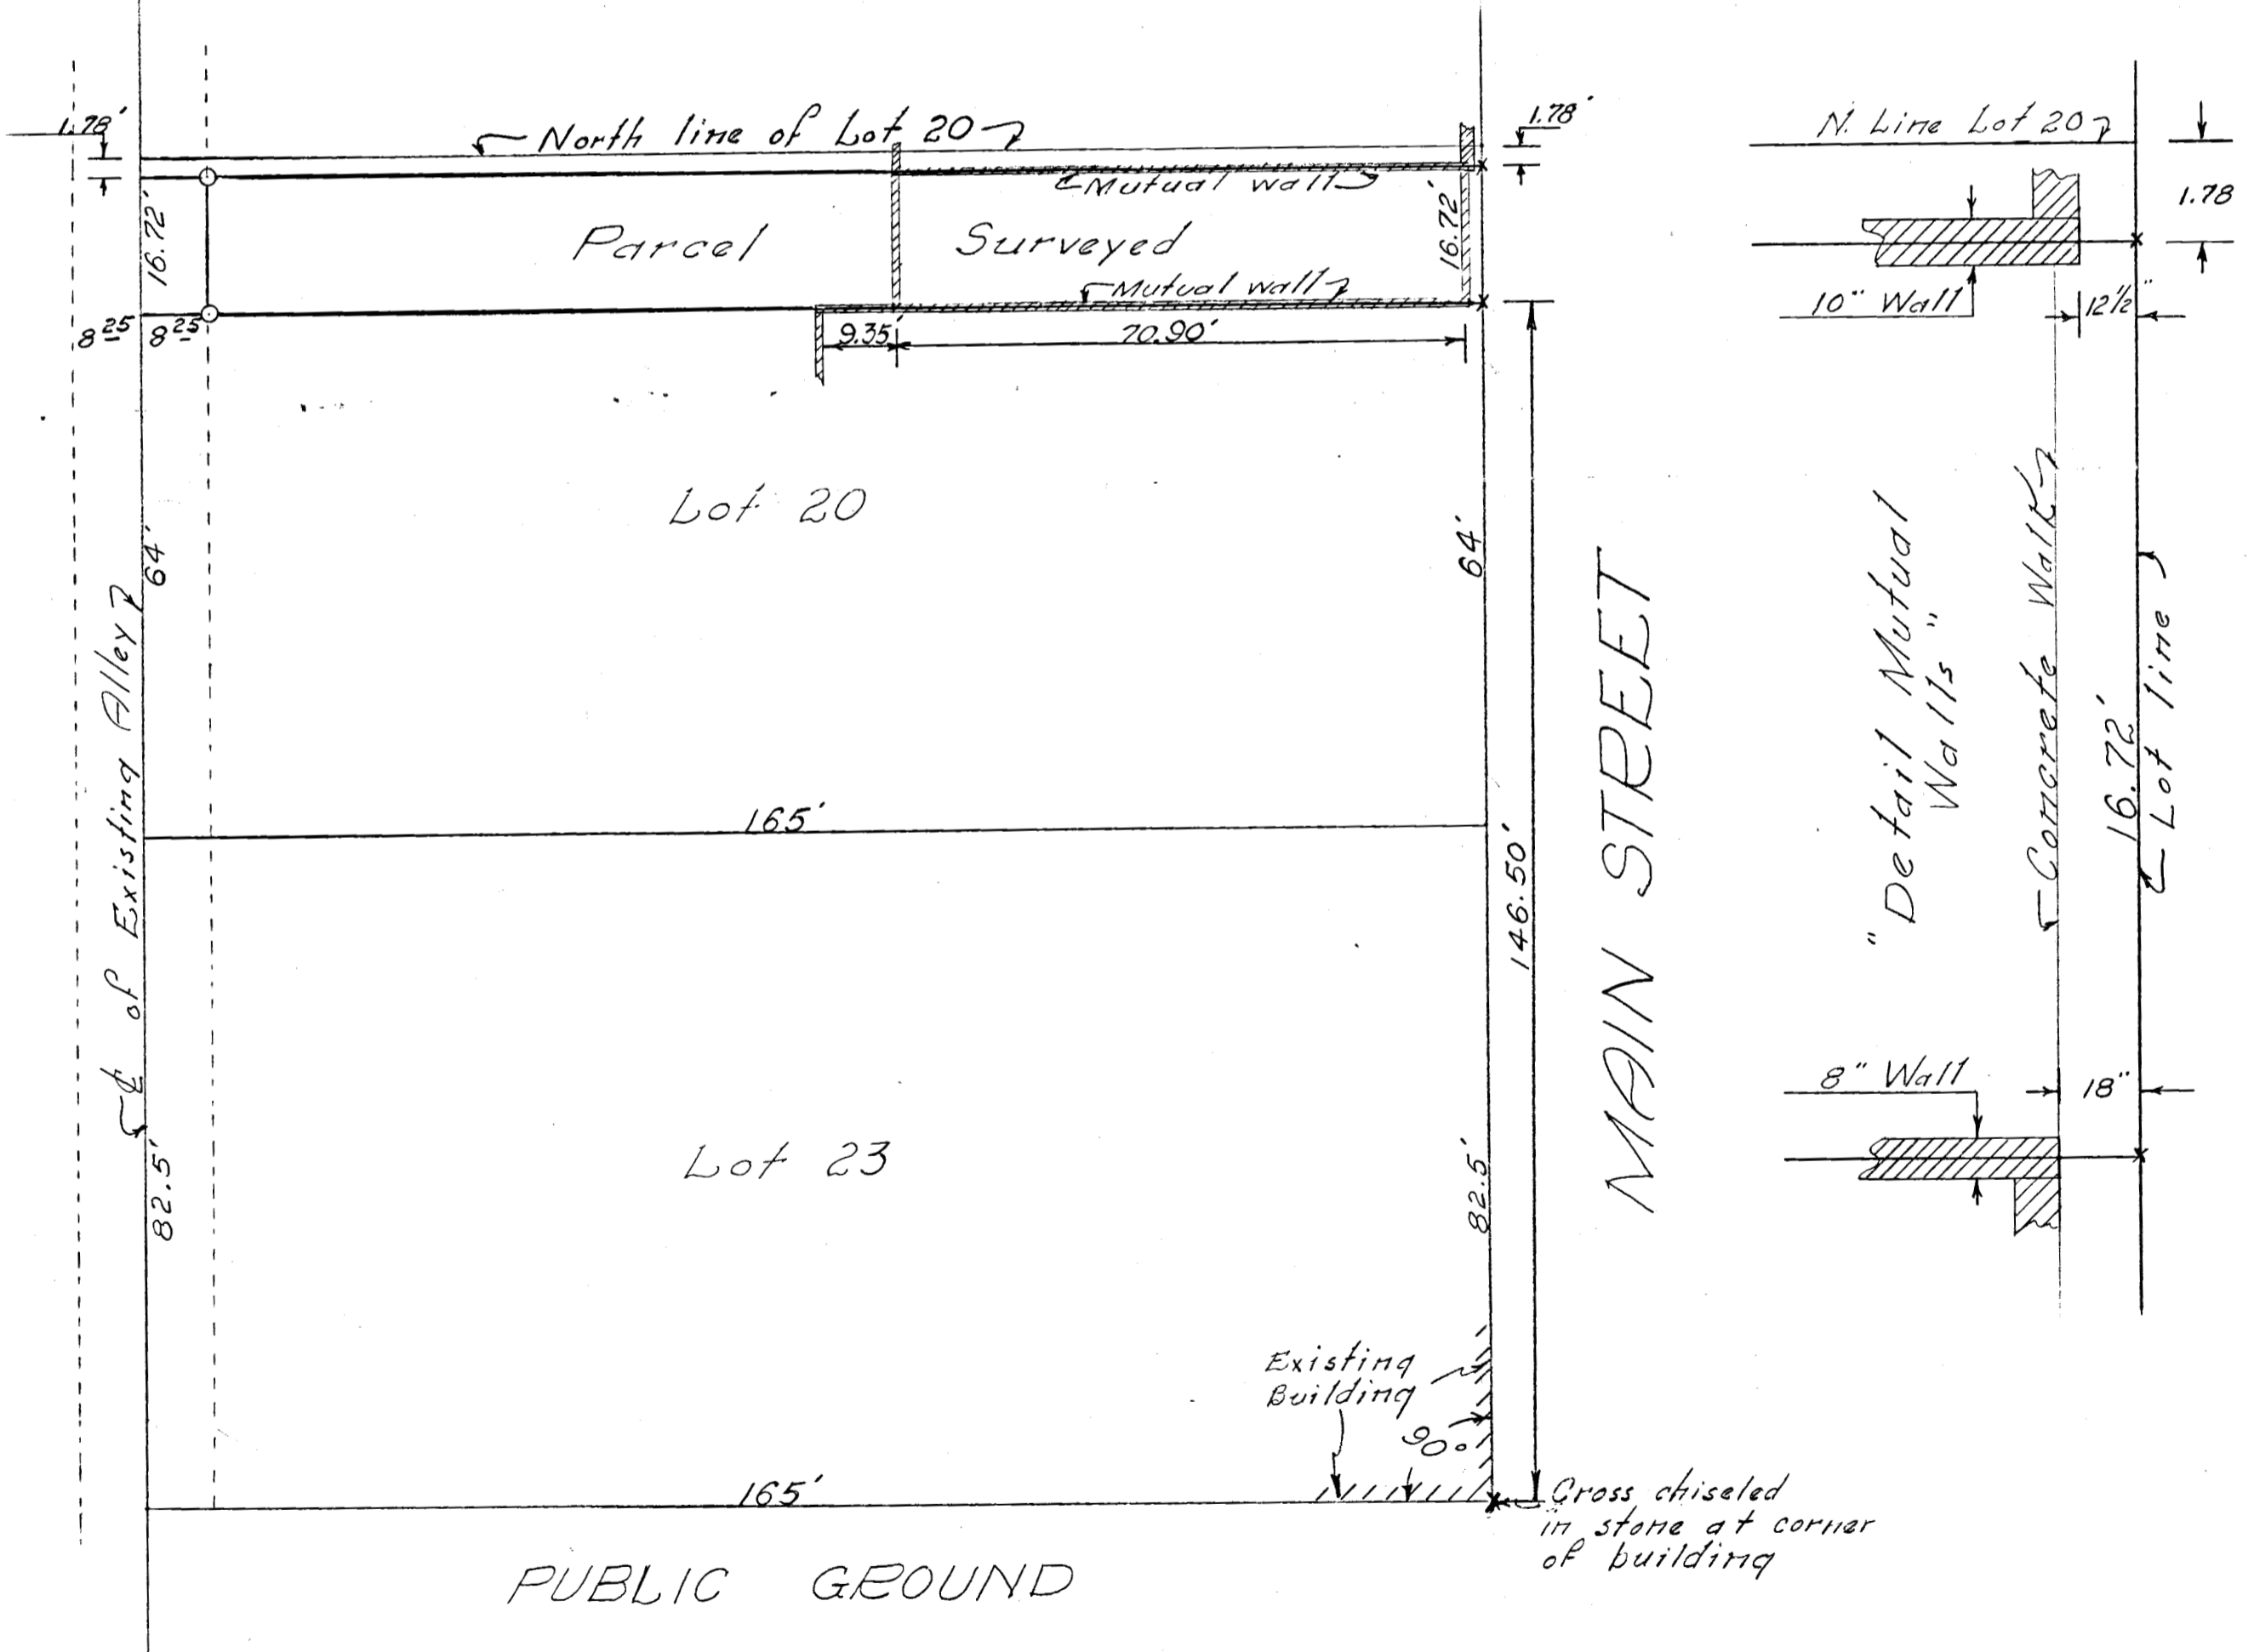 1.78'
North line of Lot 20
1.78'
N. Line Lot 20
1.78
Mutual wall
16.72'
Parcel Surveyed
16.72'
Mutual wall
10" Wall
12½"
8 25
8 25
9.35'
70.90'
Lot 20
64'
64'
"Detail Mutual
Walls"
Concrete Walk
16.72'
Lot line
℄ of Existing Alley
165'
146.50'
MAIN STREET
8" Wall
18"
Lot 23
82.5'
82.5'
Existing
Building
90°
165'
Cross chiseled
in stone at corner
of building
PUBLIC GROUND